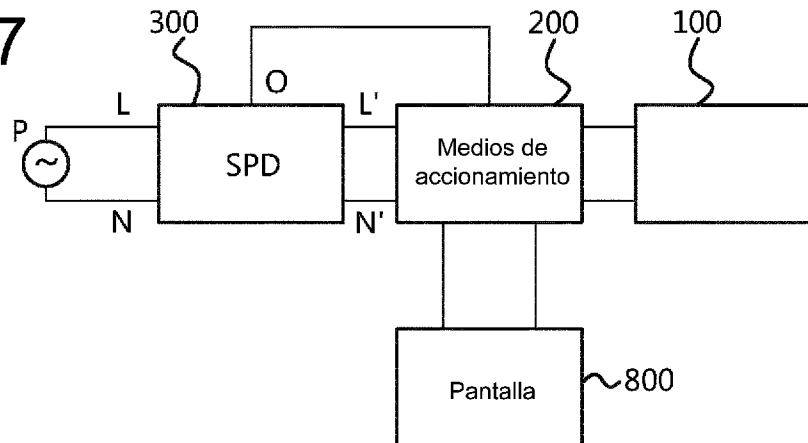 7
300
200
100
O
L
L'
P
~
SPD
Medios de
accionamiento
N
N'
Pantalla
800